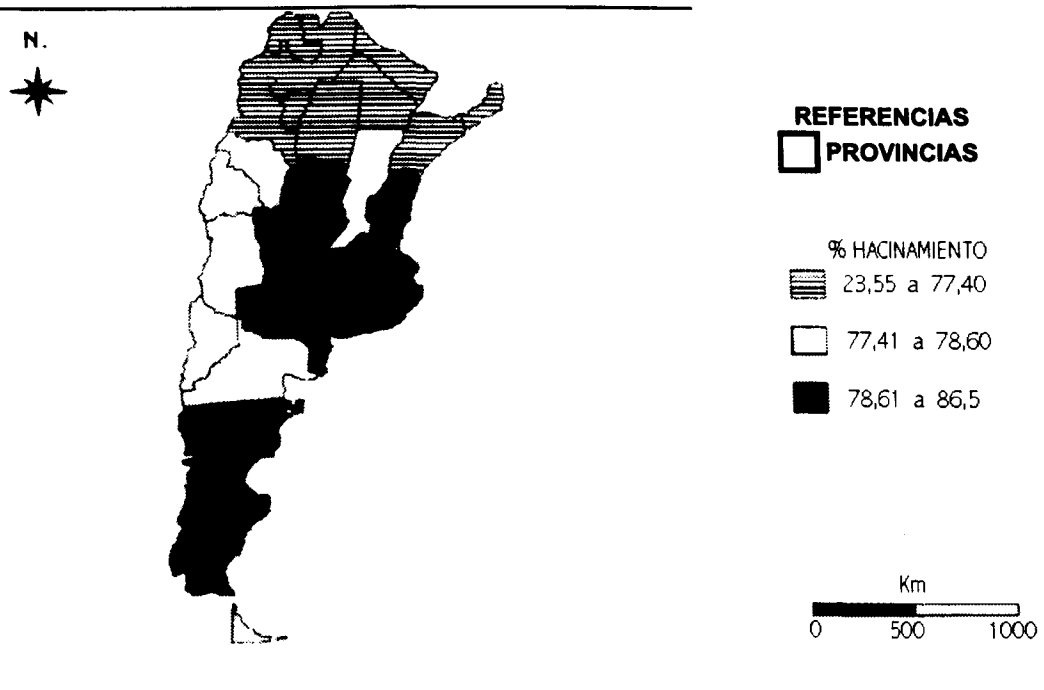 N.
REFERENCIAS
PROVINCIAS
% HACINAMIENTO
23,55 a 77,40
77,41 a 78,60
78,61 a 86,5
Km
0 500 1000